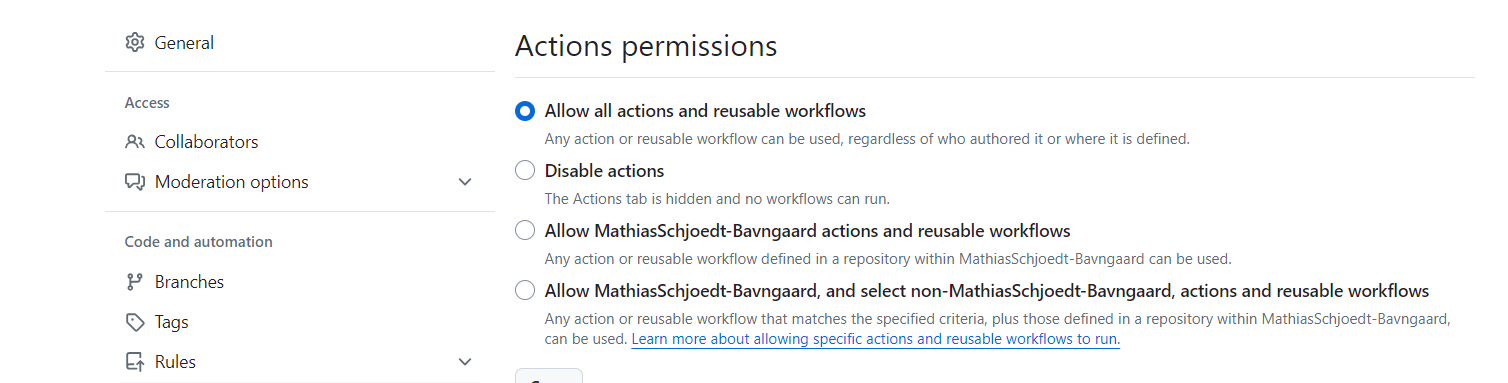 General
Access
Collaborators
Moderation options
Code and automation
Branches
Tags
Rules
Actions permissions
Allow all actions and reusable workflows
Any action or reusable workflow can be used, regardless of who authored it or where it is defined.
Disable actions
The Actions tab is hidden and no workflows can run.
Allow MathiasSchjoedt-Bavngaard actions and reusable workflows
Any action or reusable workflow defined in a repository within MathiasSchjoedt-Bavngaard can be used.
Allow MathiasSchjoedt-Bavngaard, and select non-MathiasSchjoedt-Bavngaard, actions and reusable workflows
Any action or reusable workflow that matches the specified criteria, plus those defined in a repository within MathiasSchjoedt-Bavngaard,
can be used. Learn more about allowing specific actions and reusable workflows to run.